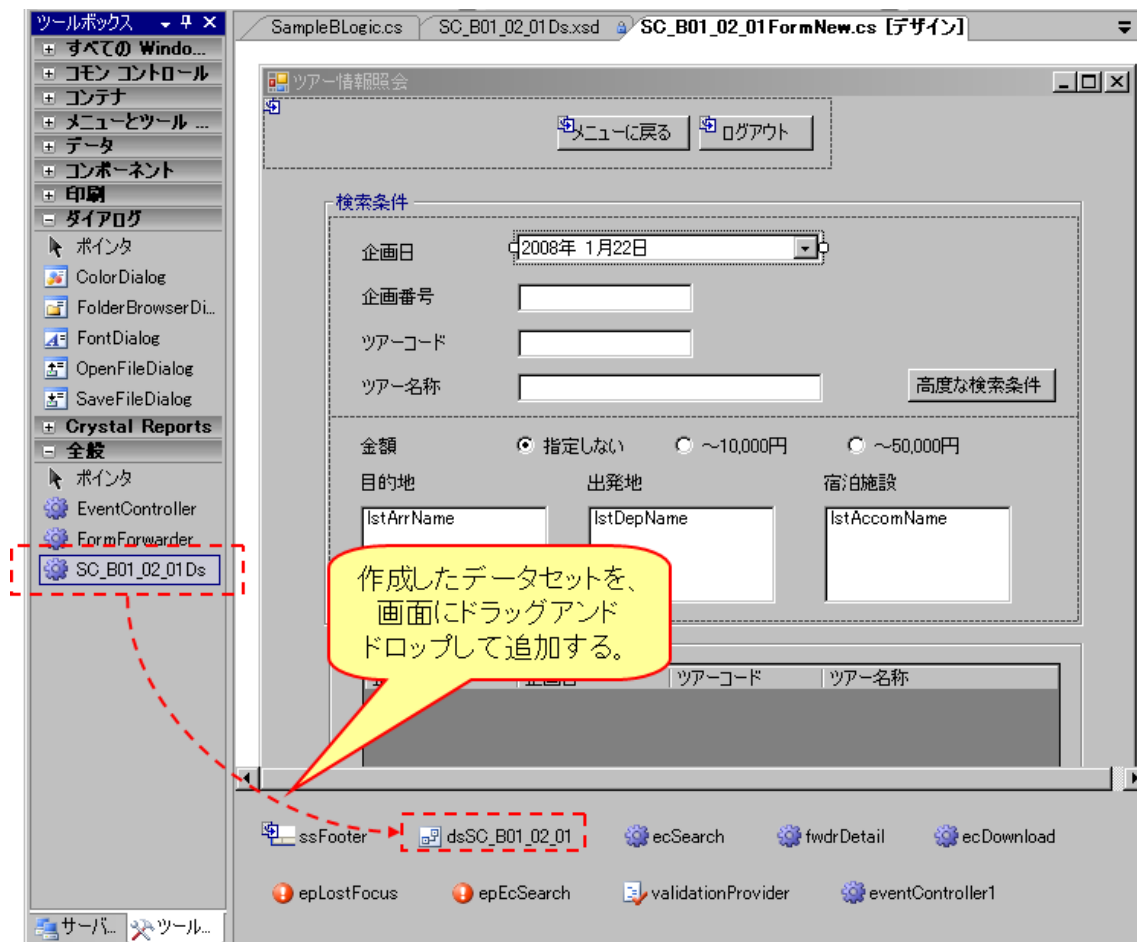 ツールボックス
SampleBLogic.cs
SC_B01_02_01Ds.xsd
SC_B01_02_01FormNew.cs [デザイン]
すべての Windo...
コモン コントロール
コンテナ
メニューとツール ...
データ
コンポーネント
印刷
ダイアログ
ポインタ
ColorDialog
FolderBrowserDi...
FontDialog
OpenFileDialog
SaveFileDialog
Crystal Reports
全般
ポインタ
EventController
FormForwarder
SC_B01_02_01Ds
サーバ...
ツール...
ツアー情報照会
メニューに戻る
ログアウト
検索条件
企画日
2008年 1月22日
企画番号
ツアーコード
ツアー名称
高度な検索条件
金額
指定しない
～10,000円
～50,000円
目的地
出発地
宿泊施設
lstArrName
lstDepName
lstAccomName
作成したデータセットを、
画面にドラッグアンド
ドロップして追加する。
企画日
ツアーコード
ツアー名称
ssFooter
dsSC_B01_02_01
ecSearch
fwdrDetail
ecDownload
epLostFocus
epEcSearch
validationProvider
eventController1